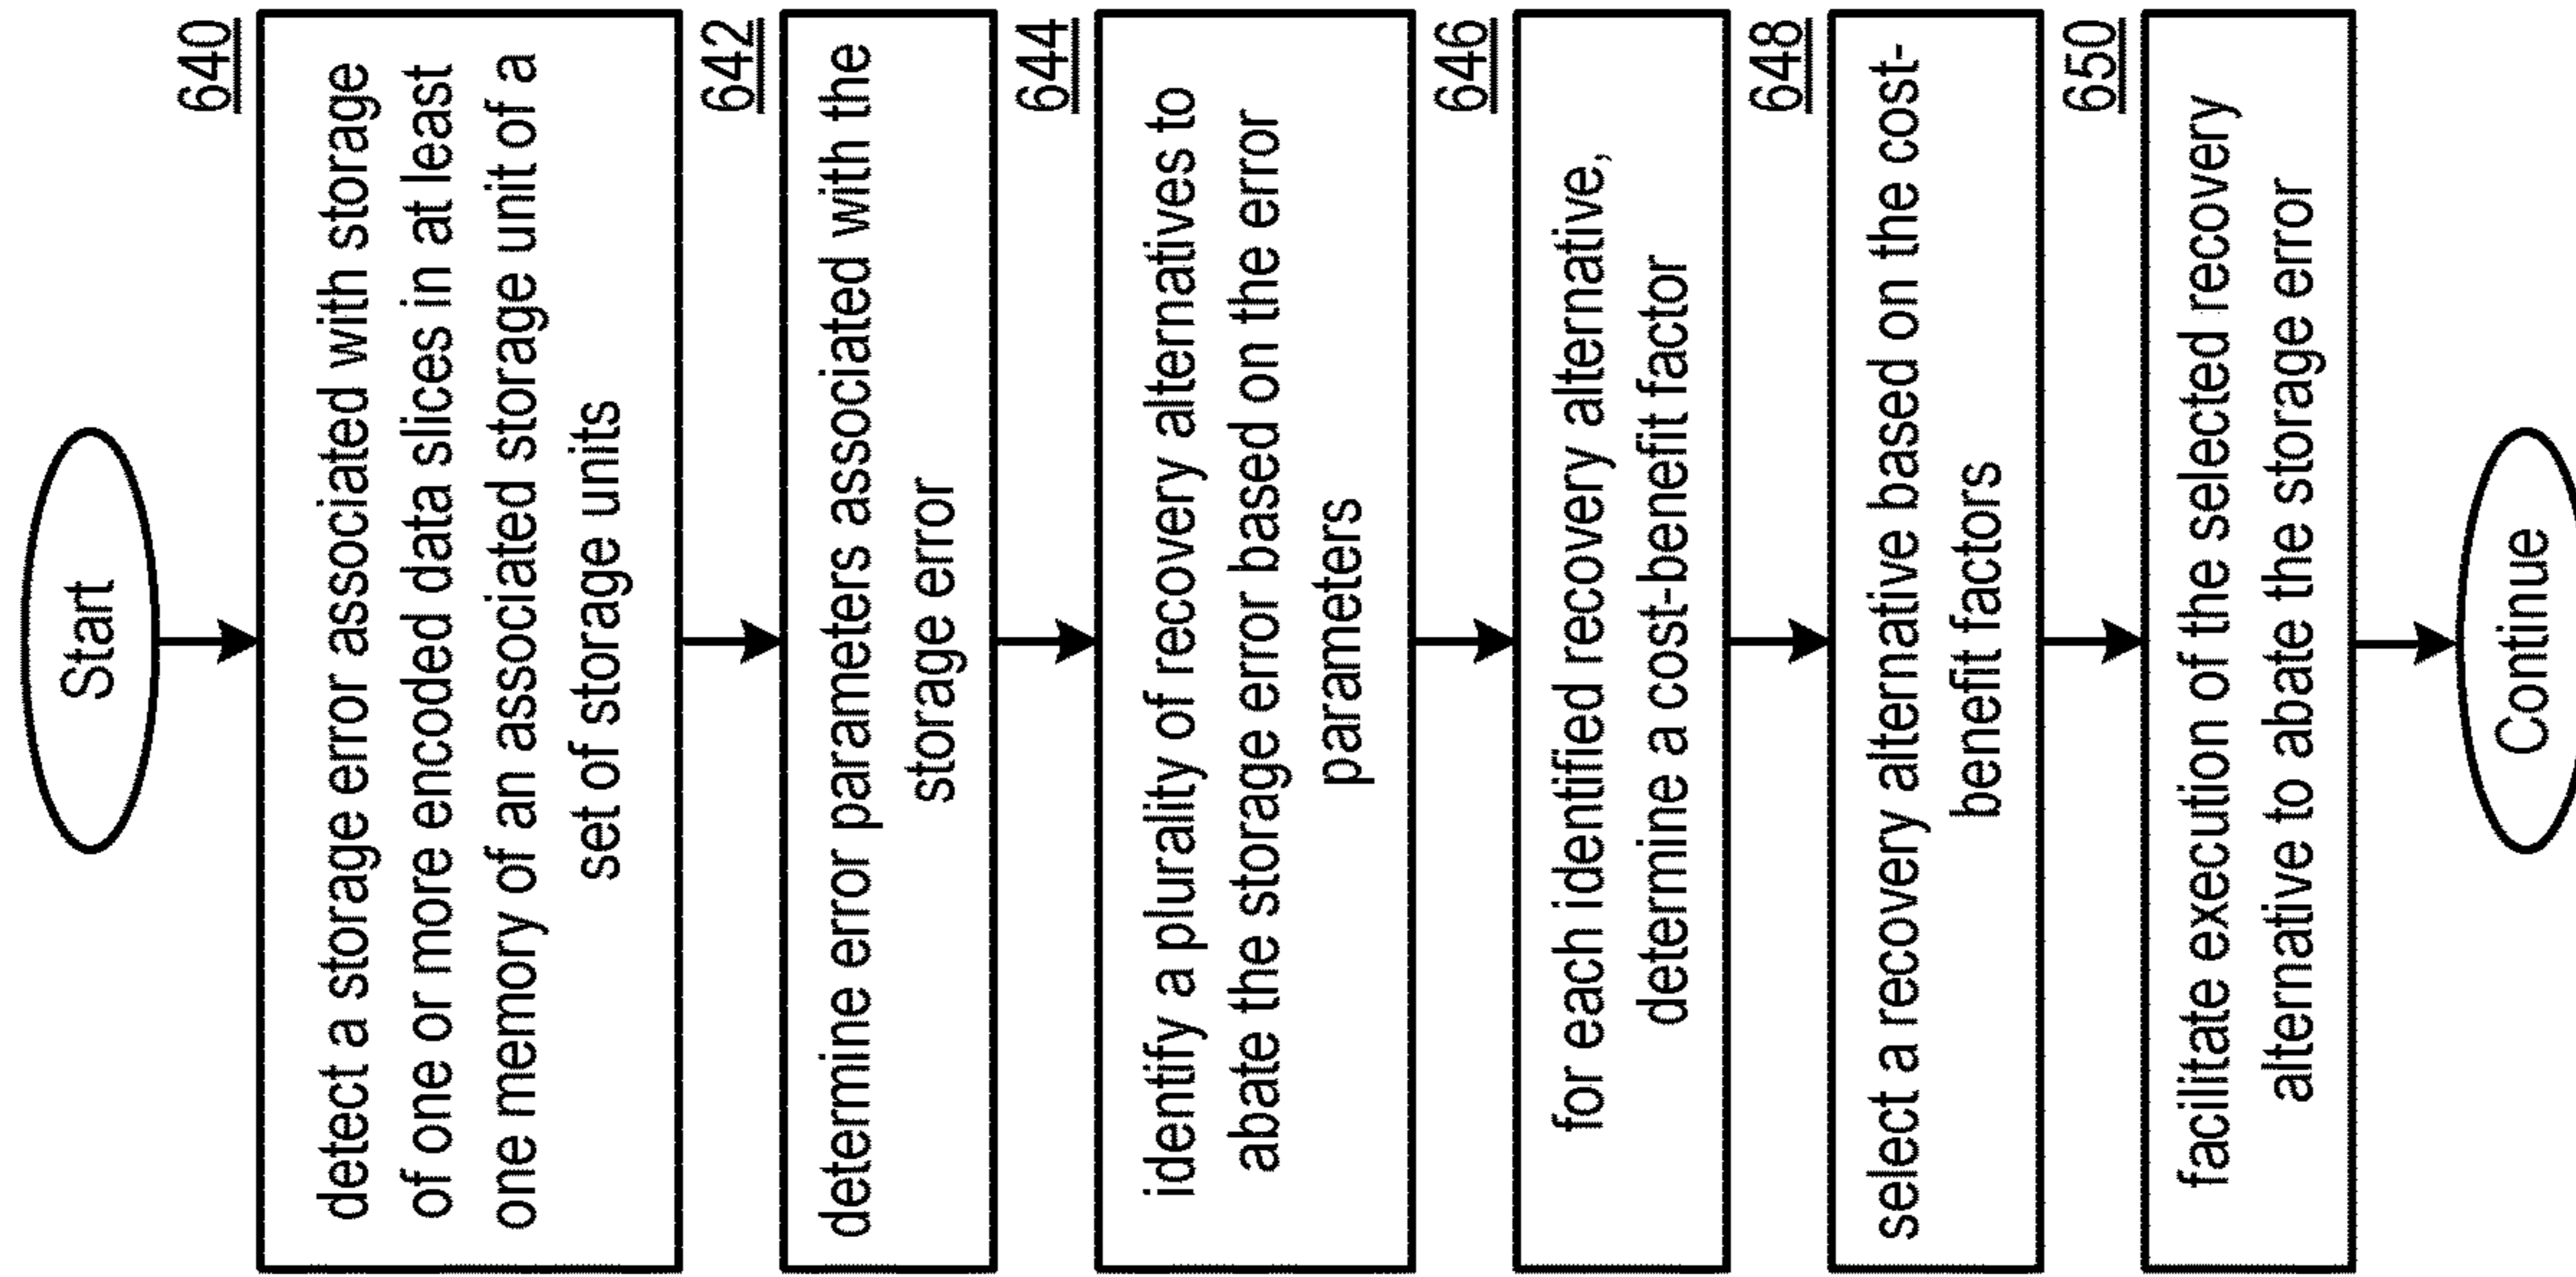 Start
640
detect a storage error associated with storage
of one or more encoded data slices in at least
one memory of an associated storage unit of a
set of storage units
642
determine error parameters associated with the
storage error
644
identify a plurality of recovery alternatives to
abate the storage error based on the error
parameters
646
for each identified recovery alternative,
determine a cost-benefit factor
648
select a recovery alternative based on the cost-
benefit factors
650
facilitate execution of the selected recovery
alternative to abate the storage error
Continue